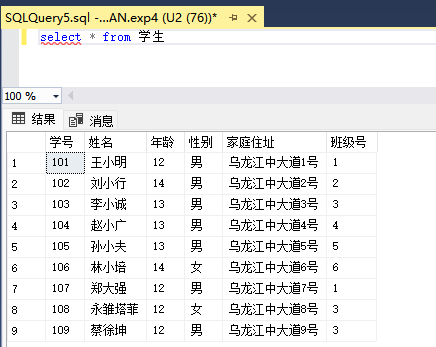 SQLQuery5.sql -...AN.exp4 (U2 (76))*
select * from 学生
100 %
结果 消息
学号 姓名 年龄 性别 家庭住址 班级号
1 101 王小明 12 男 乌龙江中大道1号 1
2 102 刘小行 14 男 乌龙江中大道2号 2
3 103 李小诚 13 男 乌龙江中大道3号 3
4 104 赵小广 13 男 乌龙江中大道4号 4
5 105 孙小夫 13 男 乌龙江中大道5号 5
6 106 林小培 14 女 乌龙江中大道6号 6
7 107 郑大强 12 男 乌龙江中大道7号 1
8 108 永雏塔菲 12 女 乌龙江中大道8号 3
9 109 蔡徐坤 12 男 乌龙江中大道9号 3